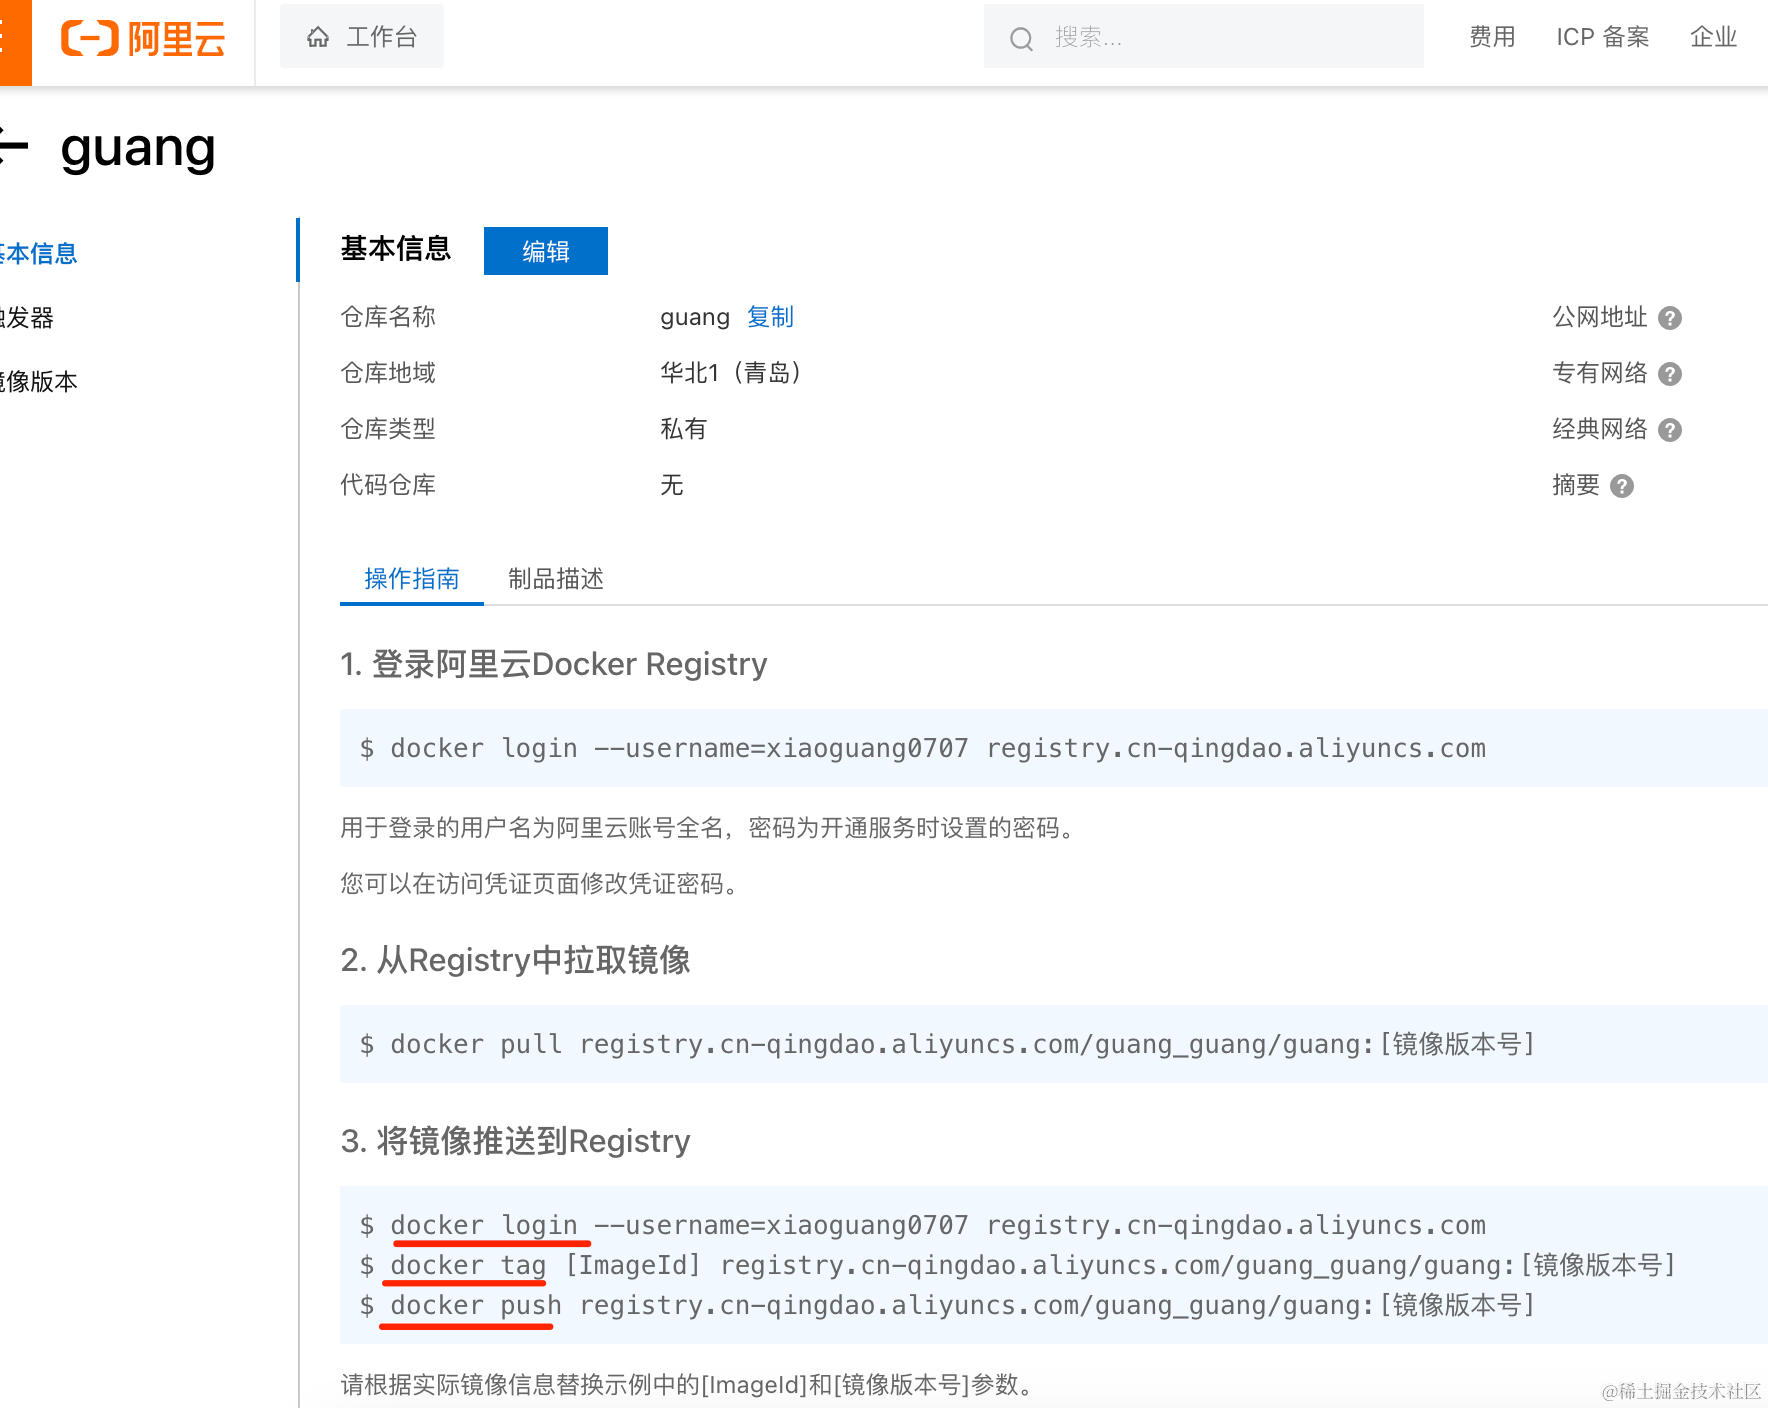 阿里云
工作台
搜索...
费用
ICP 备案
企业
guang
基本信息
触发器
镜像版本
基本信息
编辑
仓库名称
guang 复制
公网地址 ?
仓库地域
华北1（青岛）
专有网络 ?
仓库类型
私有
经典网络 ?
代码仓库
无
摘要 ?
操作指南
制品描述
1. 登录阿里云Docker Registry
$ docker login --username=xiaoguang0707 registry.cn-qingdao.aliyuncs.com
用于登录的用户名为阿里云账号全名，密码为开通服务时设置的密码。
您可以在访问凭证页面修改凭证密码。
2. 从Registry中拉取镜像
$ docker pull registry.cn-qingdao.aliyuncs.com/guang_guang/guang:[镜像版本号]
3. 将镜像推送到Registry
$ docker login --username=xiaoguang0707 registry.cn-qingdao.aliyuncs.com
$ docker tag [ImageId] registry.cn-qingdao.aliyuncs.com/guang_guang/guang:[镜像版本号]
$ docker push registry.cn-qingdao.aliyuncs.com/guang_guang/guang:[镜像版本号]
请根据实际镜像信息替换示例中的[ImageId]和[镜像版本号]参数。
@稀土掘金技术社区